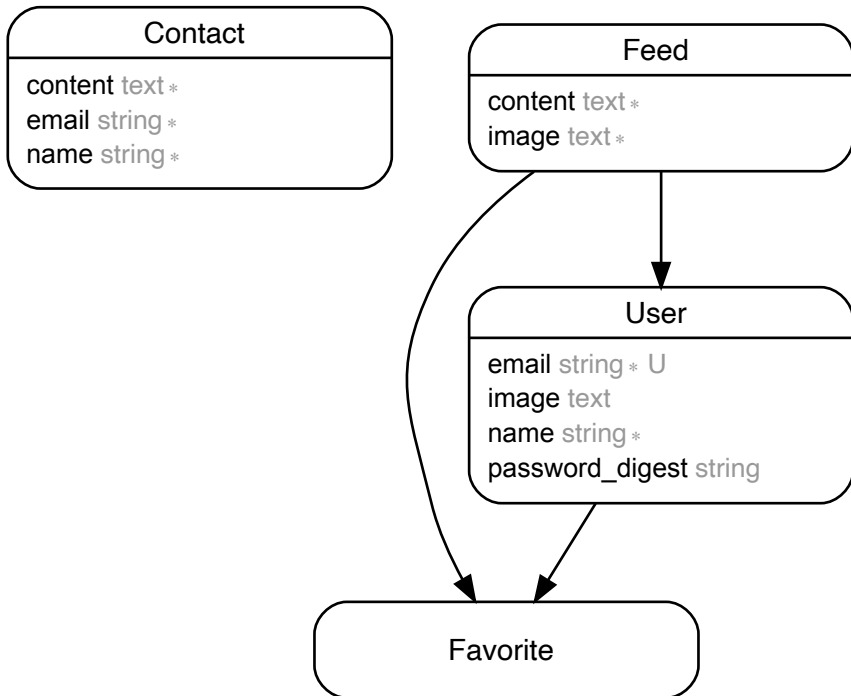 Contact
content text *
email string *
name string *
Feed
content text *
image text *
User
email string * U
image text
name string *
password_digest string
Favorite